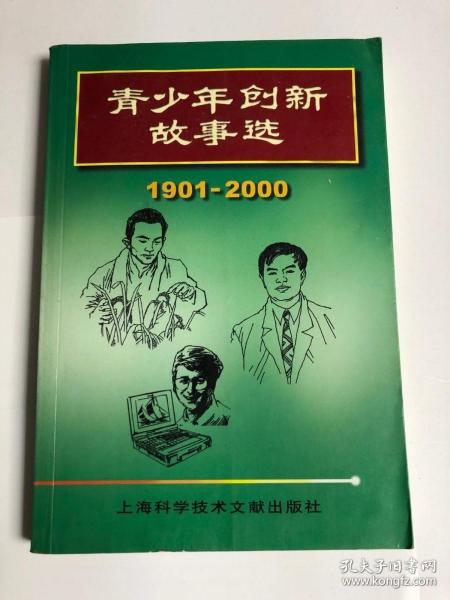 青少年创新
故事选
1901-2000
上海科学技术文献出版社
孔夫子旧书网
www.kongfz.com